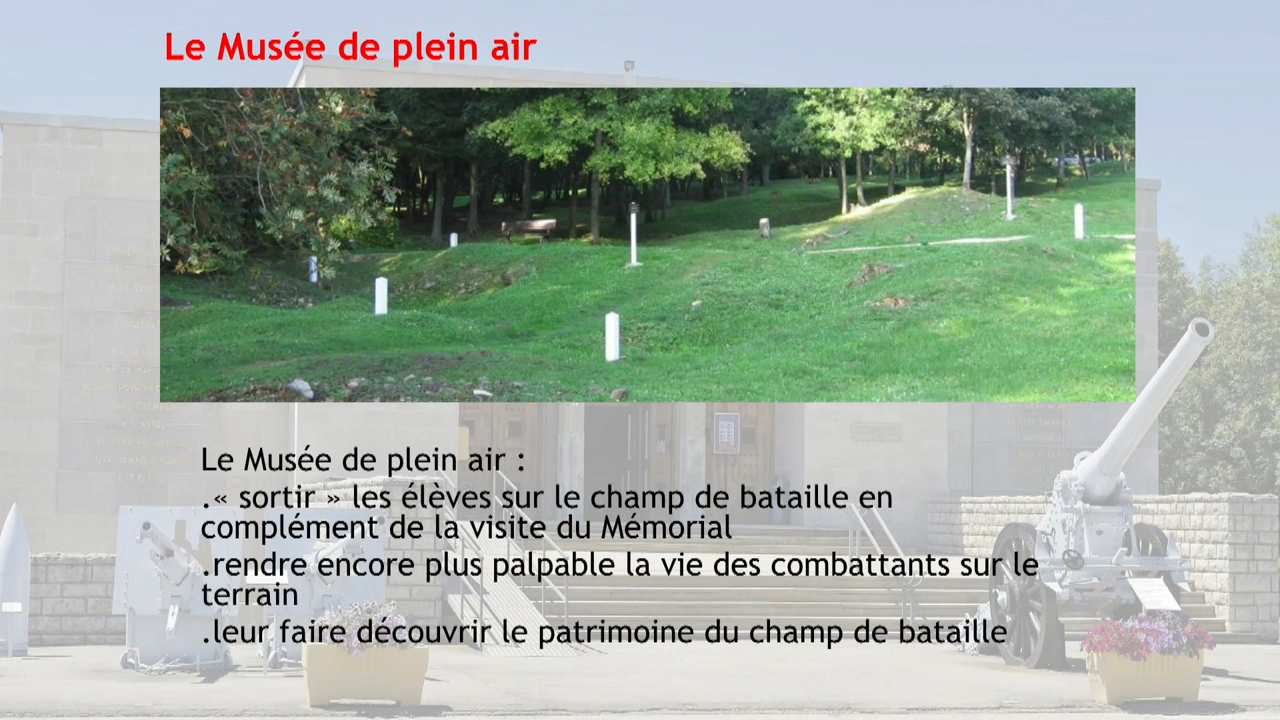 Le Musée de plein air
Le Musée de plein air :
.« sortir » les élèves sur le champ de bataille en
complément de la visite du Mémorial
.rendre encore plus palpable la vie des combattants sur le
terrain
.leur faire découvrir le patrimoine du champ de bataille